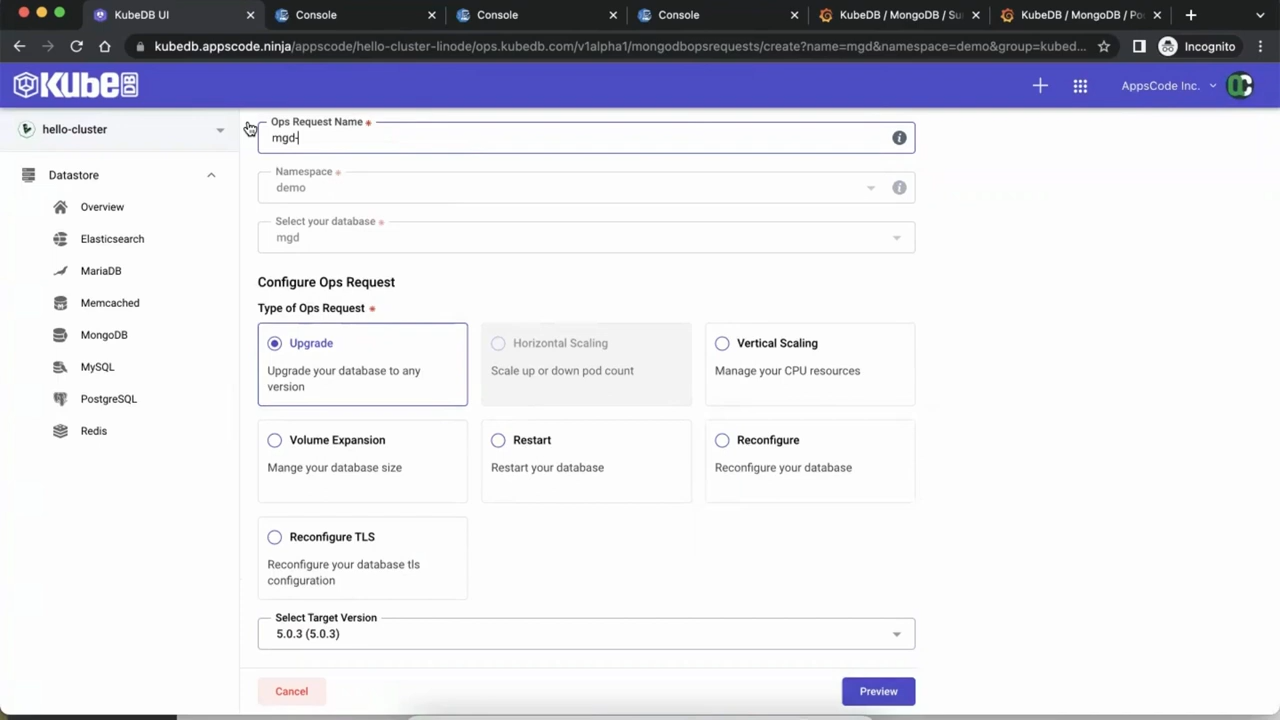 KubeDB UI
Console
Console
Console
KubeDB / MongoDB / Su
KubeDB / MongoDB / Po
kubedb.appscode.ninja/appscode/hello-cluster-linode/ops.kubedb.com/v1alpha1/mongodbopsrequests/create?name=mgd&namespace=demo&group=kubed...
Incognito
KubeDB
AppsCode Inc.
hello-cluster
Datastore
Overview
Elasticsearch
MariaDB
Memcached
MongoDB
MySQL
PostgreSQL
Redis
Ops Request Name *
mgd-
Namespace *
demo
Select your database *
mgd
Configure Ops Request
Type of Ops Request *
Upgrade
Upgrade your database to any
version
Horizontal Scaling
Scale up or down pod count
Vertical Scaling
Manage your CPU resources
Volume Expansion
Mange your database size
Restart
Restart your database
Reconfigure
Reconfigure your database
Reconfigure TLS
Reconfigure your database tls
configuration
Select Target Version
5.0.3 (5.0.3)
Cancel
Preview